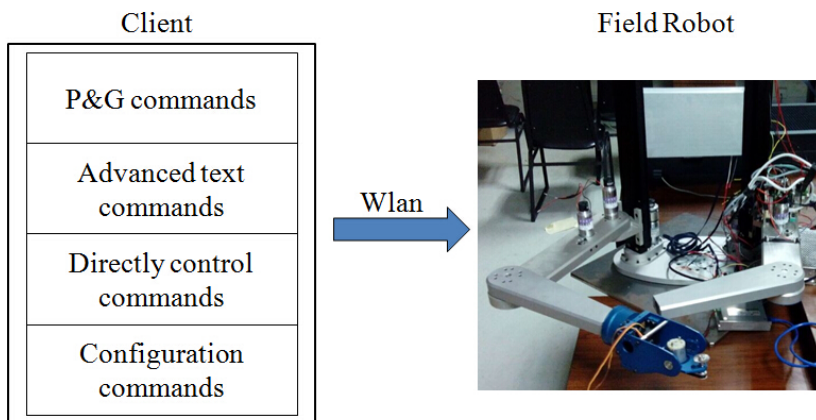 Client
Field Robot
P&G commands
Advanced text
commands
Wlan
Directly control
commands
Configuration
commands